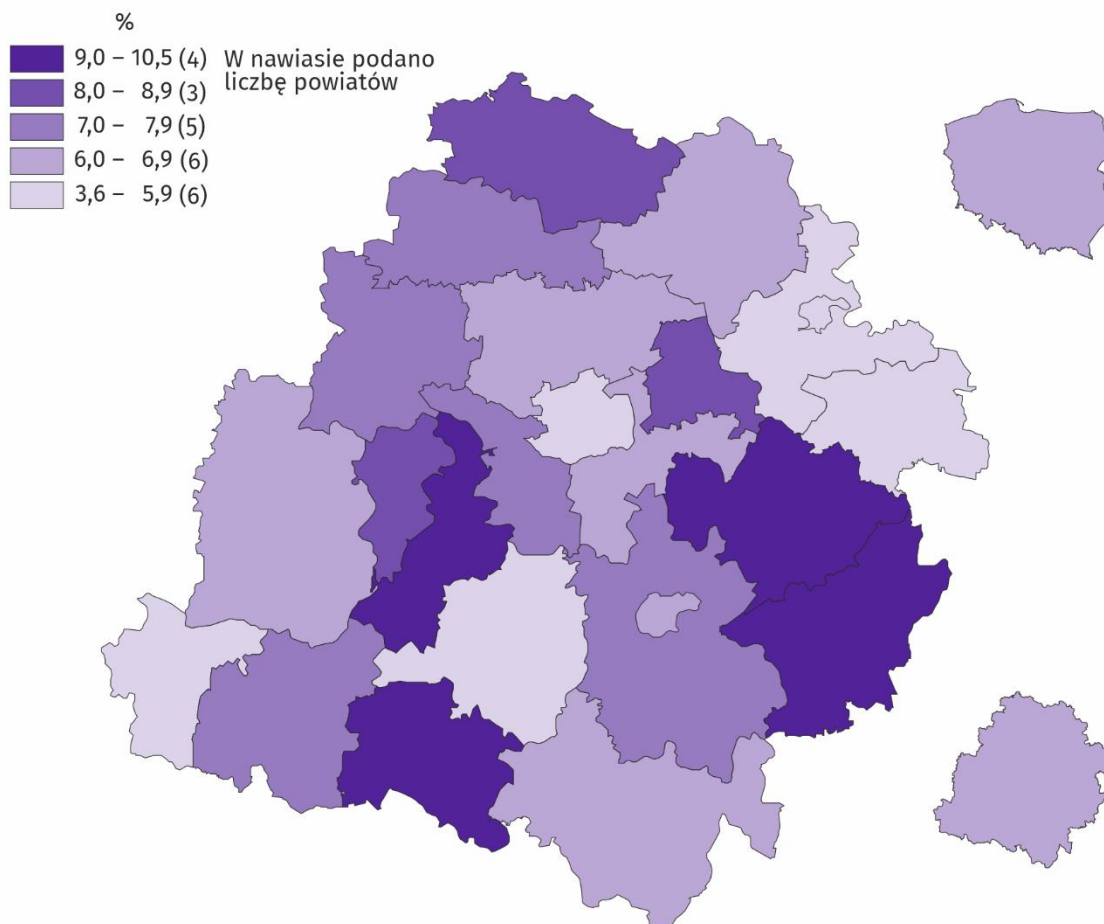 %
9,0 – 10,5 (4)
W nawiasie podano
liczbę powiatów
8,0 – 8,9 (3)
7,0 – 7,9 (5)
6,0 – 6,9 (6)
3,6 – 5,9 (6)